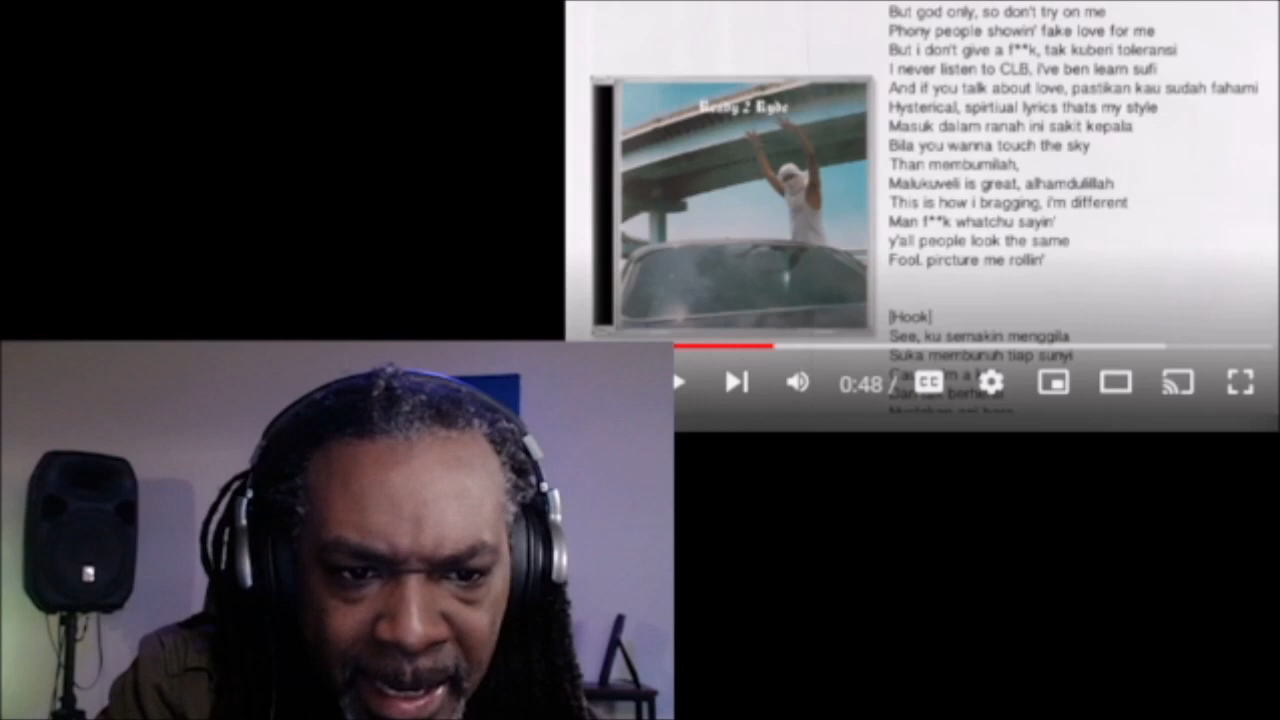 But god only, so don't try on me
Phony people showin' fake love for me
But i don't give a f**k, tak kuberi toleransi
I never listen to CLB, i've ben learn sufi
And if you talk about love, pastikan kau sudah fahami
Hysterical, spirtiual lyrics thats my style
Masuk dalam ranah ini sakit kepala
Bila you wanna touch the sky
Than membumilah,
Malukuveli is great, alhamdulillah
This is how i bragging, i'm different
Man f**k whatchu sayin'
y'all people look the same
Fool. pircture me rollin'
Ready 2 Ryde
[Hook]
See, ku semakin menggila
Suka membunuh tiap sunyi
0:48 /
CC